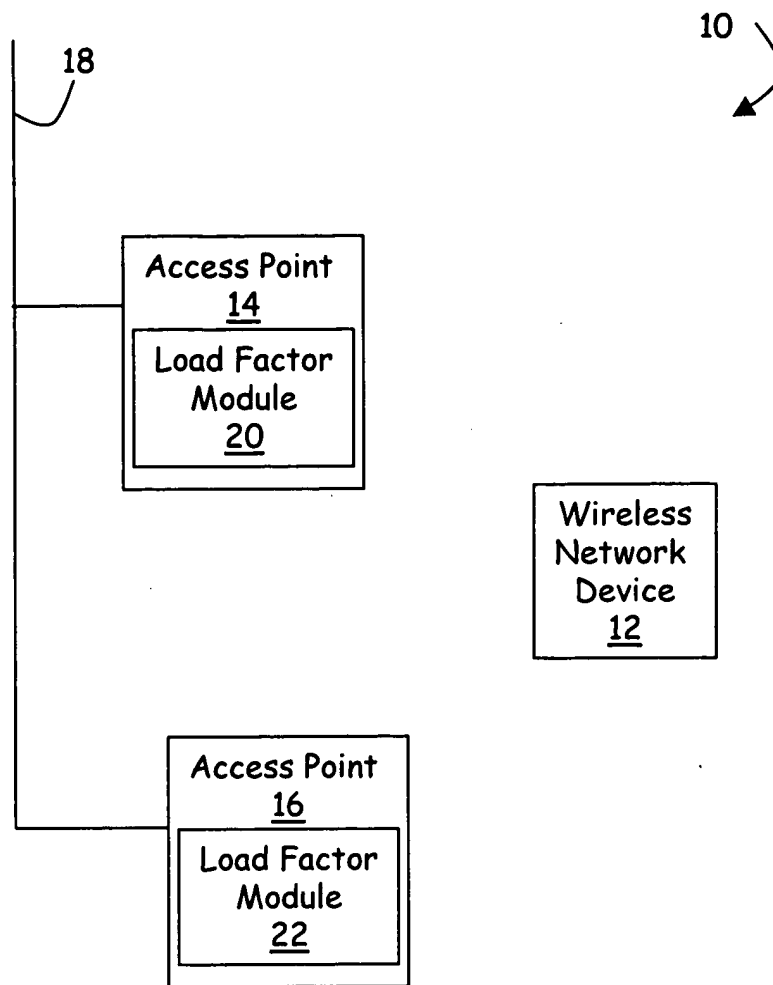 10
18
Access Point
14
Load Factor
Module
20
Wireless
Network
Device
12
Access Point
16
Load Factor
Module
22